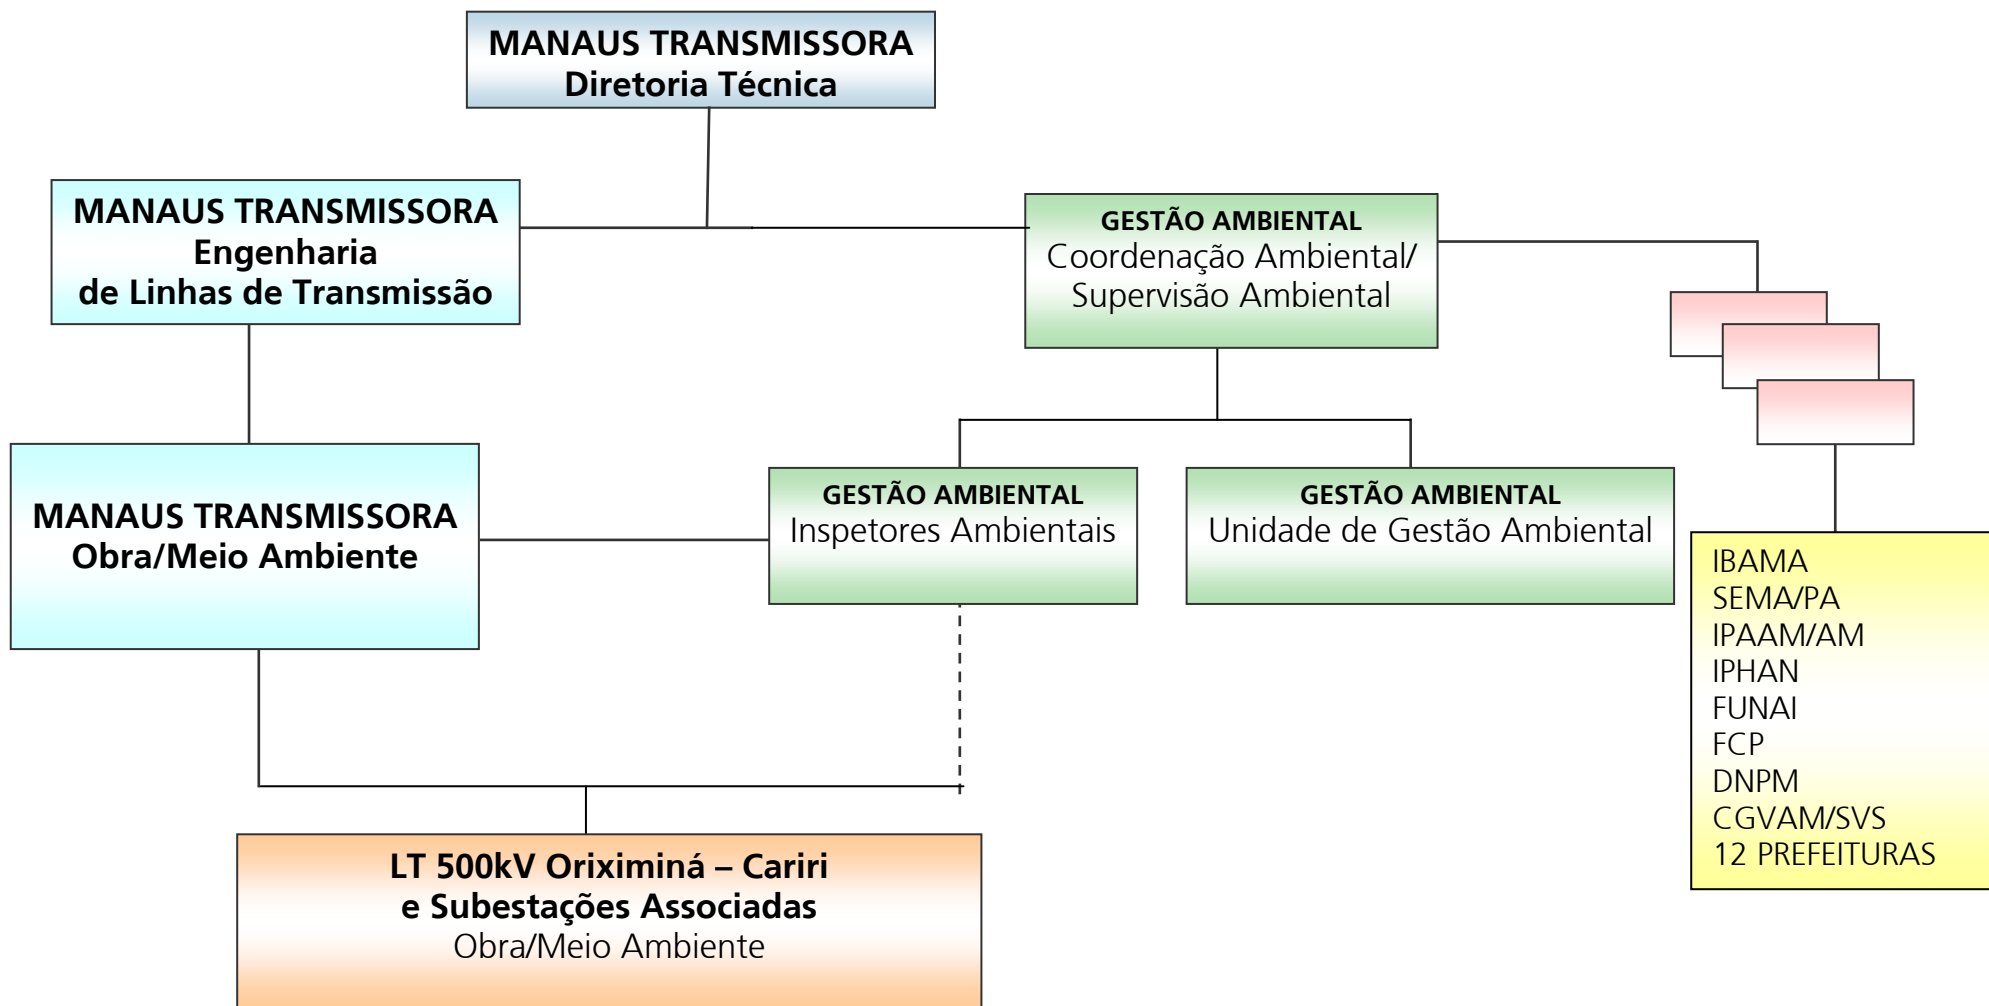 MANAUS TRANSMISSORA
Diretoria Técnica
MANAUS TRANSMISSORA
Engenharia
de Linhas de Transmissão
GESTÃO AMBIENTAL
Coordenação Ambiental/
Supervisão Ambiental
MANAUS TRANSMISSORA
Obra/Meio Ambiente
GESTÃO AMBIENTAL
Inspetores Ambientais
GESTÃO AMBIENTAL
Unidade de Gestão Ambiental
IBAMA
SEMA/PA
IPAAM/AM
IPHAN
FUNAI
FCP
DNPM
CGVAM/SVS
12 PREFEITURAS
LT 500kV Oriximiná – Cariri
e Subestações Associadas
Obra/Meio Ambiente